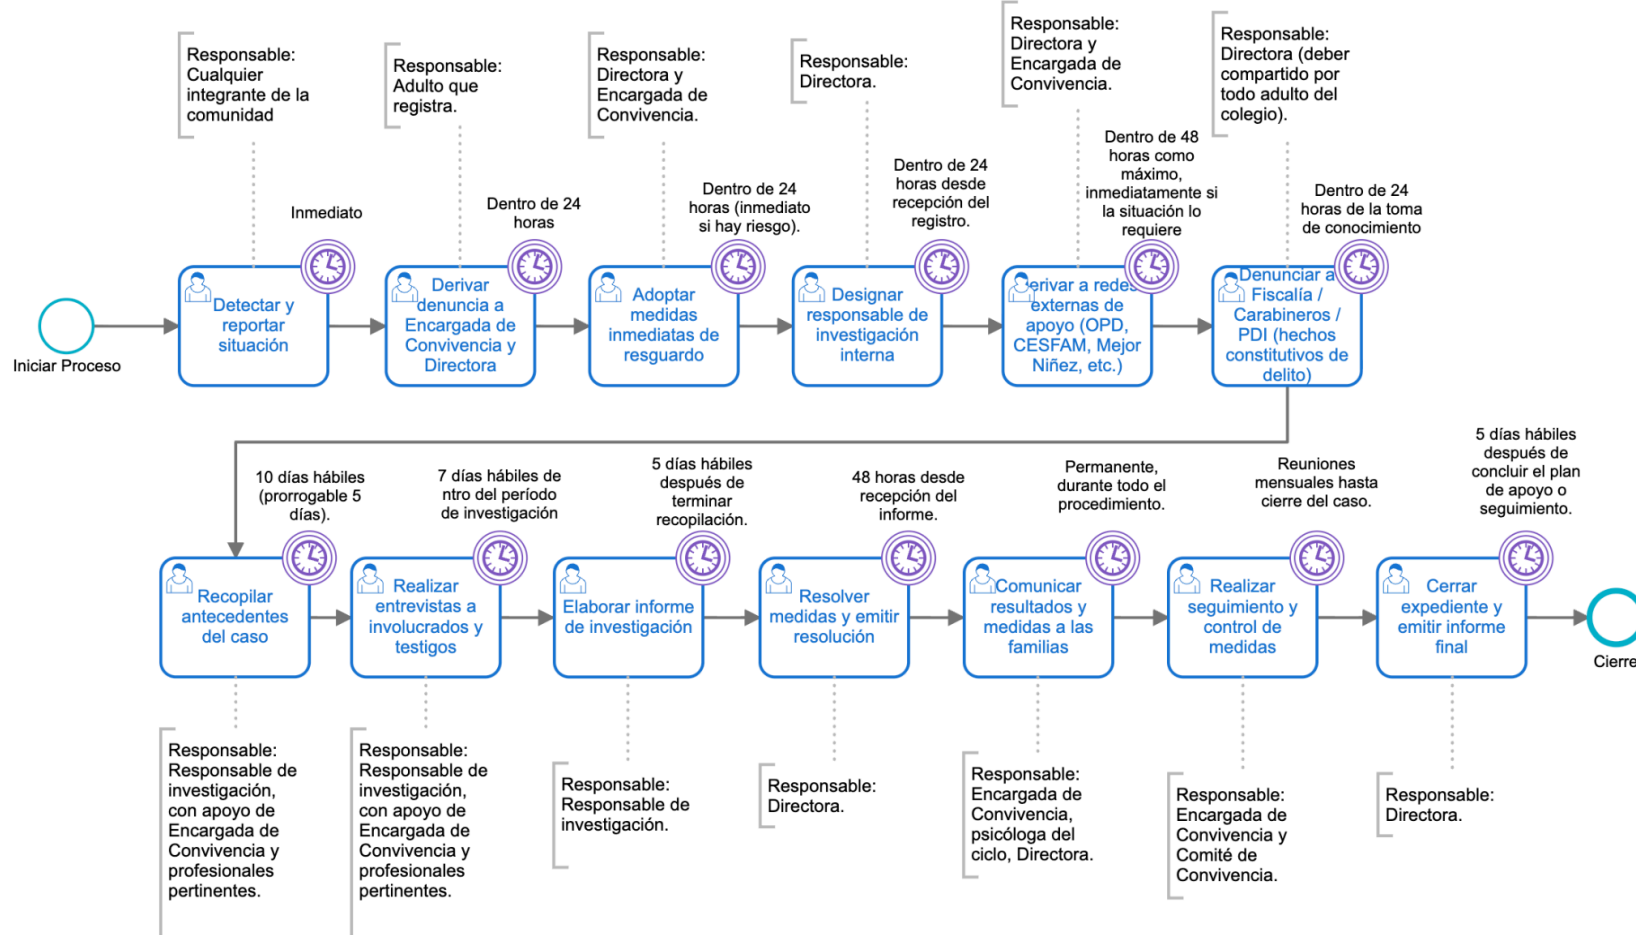 Responsable:
Cualquier
integrante de la
comunidad
Responsable:
Adulto que
registra.
Responsable:
Directora y
Encargada de
Convivencia.
Responsable:
Directora.
Responsable:
Directora y
Encargada de
Convivencia.
Responsable:
Directora (deber
compartido por
todo adulto del
colegio).
Inmediato
Dentro de 24
horas
Dentro de 24
horas (inmediato
si hay riesgo).
Dentro de 24
horas desde
recepción del
registro.
Dentro de 48
horas como
máximo,
inmediatamente si
la situación lo
requiere
Dentro de 24
horas de la toma
de conocimiento
Iniciar Proceso
Detectar y
reportar
situación
Derivar
denuncia a
Encargada de
Convivencia y
Directora
Adoptar
medidas
inmediatas de
resguardo
Designar
responsable de
investigación
interna
erivar a redes
externas de
apoyo (OPD,
CESFAM, Mejor
Niñez, etc.)
Denunciar a
Fiscalía /
Carabineros /
PDI (hechos
constitutivos de
delito)
10 días hábiles
(prorrogable 5
días).
7 días hábiles de
ntro del período
de investigación
5 días hábiles
después de
terminar
recopilación.
48 horas desde
recepción del
informe.
Permanente,
durante todo el
procedimiento.
Reuniones
mensuales hasta
cierre del caso.
5 días hábiles
después de
concluir el plan
de apoyo o
seguimiento.
Recopilar
antecedentes
del caso
Realizar
entrevistas a
involucrados y
testigos
Elaborar informe
de investigación
Resolver
medidas y emitir
resolución
Comunicar
resultados y
medidas a las
familias
Realizar
seguimiento y
control de
medidas
Cerrar
expediente y
emitir informe
final
Cierre
Responsable:
Responsable de
investigación,
con apoyo de
Encargada de
Convivencia y
profesionales
pertinentes.
Responsable:
Responsable de
investigación,
con apoyo de
Encargada de
Convivencia y
profesionales
pertinentes.
Responsable:
Responsable de
investigación.
Responsable:
Directora.
Responsable:
Encargada de
Convivencia,
psicóloga del
ciclo, Directora.
Responsable:
Encargada de
Convivencia y
Comité de
Convivencia.
Responsable:
Directora.